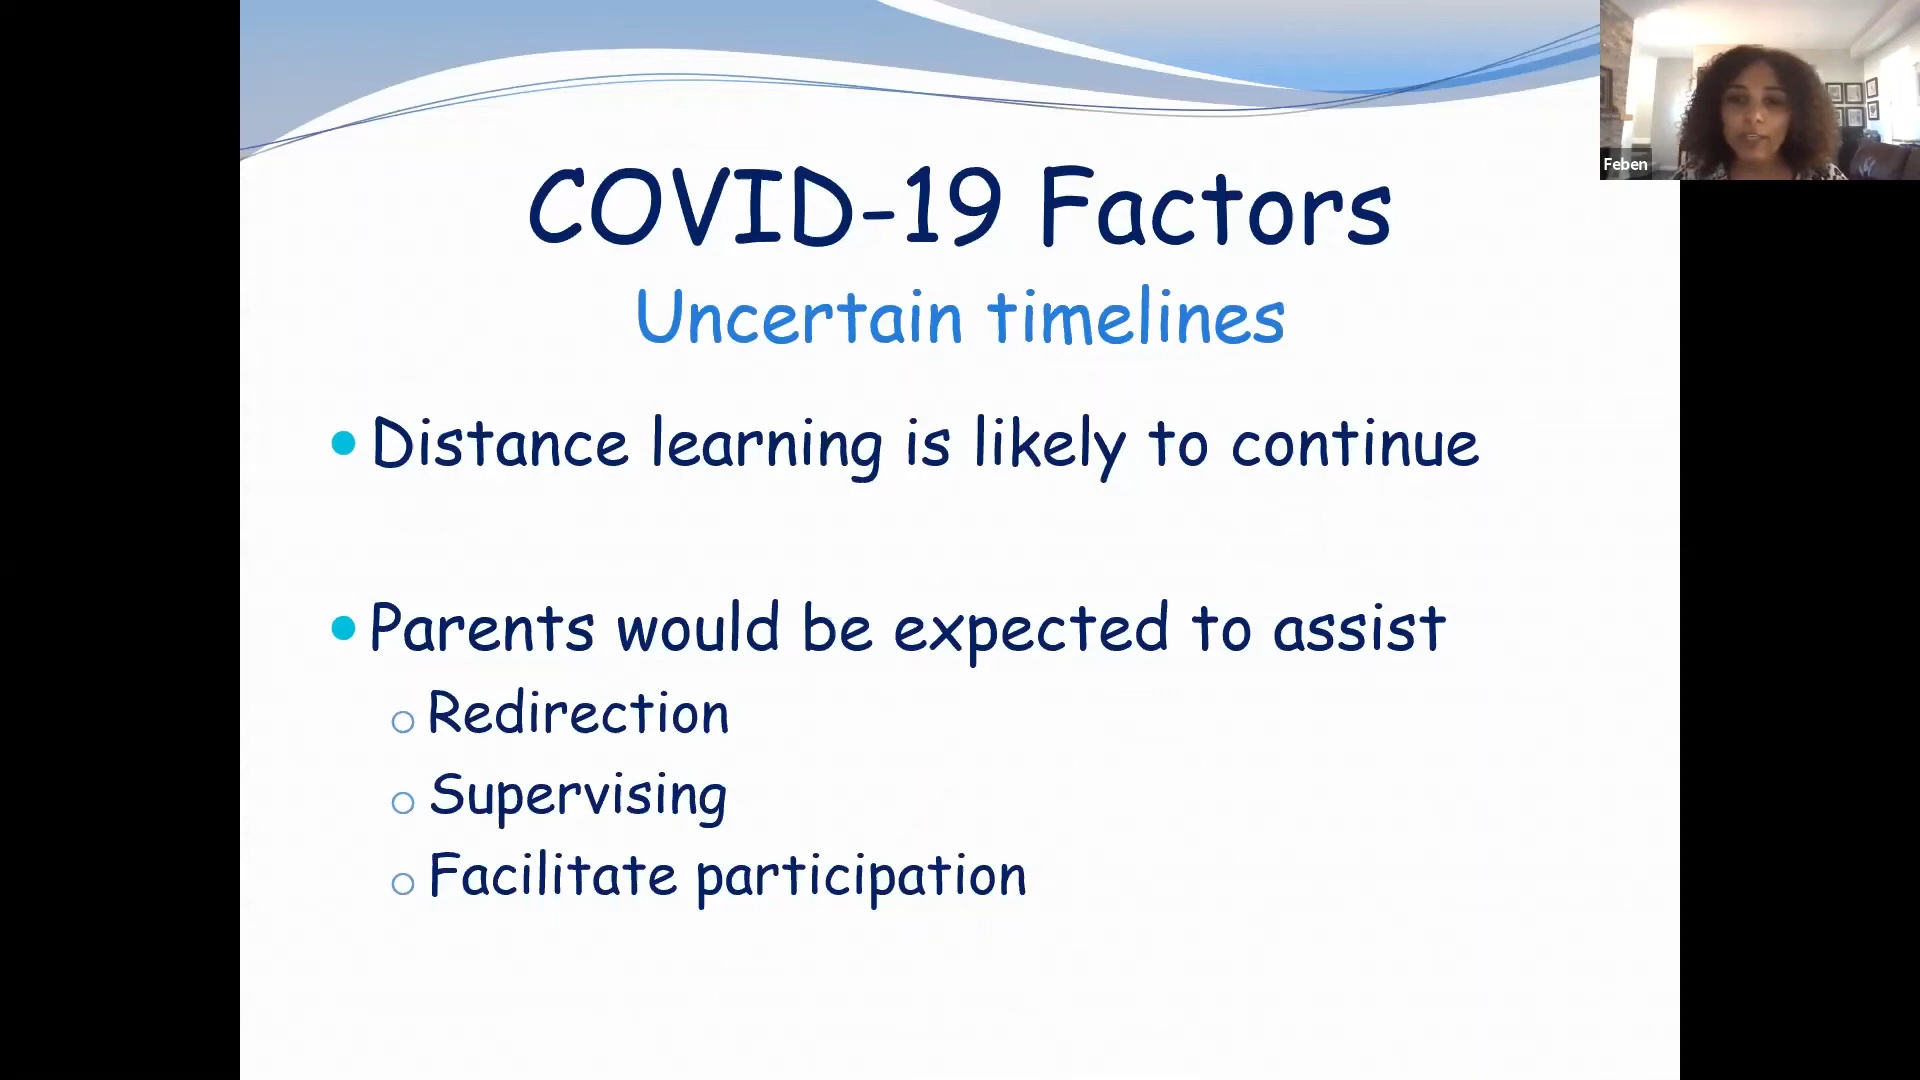 COVID-19 Factors
Uncertain timelines
Distance learning is likely to continue
Parents would be expected to assist
Redirection
Supervising
Facilitate participation
Feben